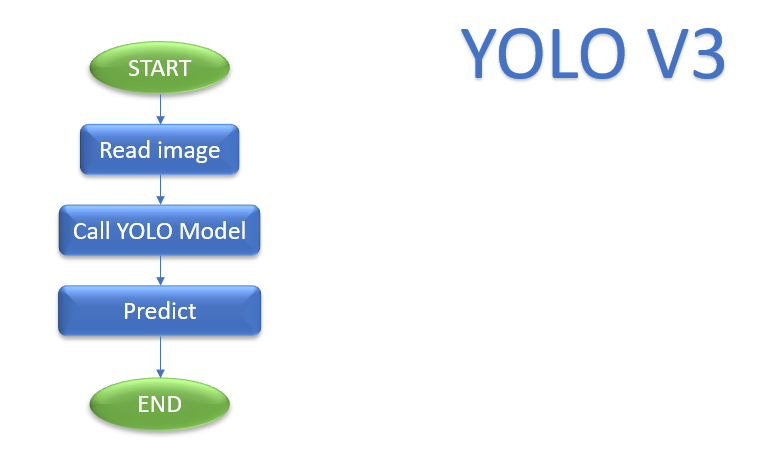 YOLO V3
START
Read image
Call YOLO Model
Predict
END